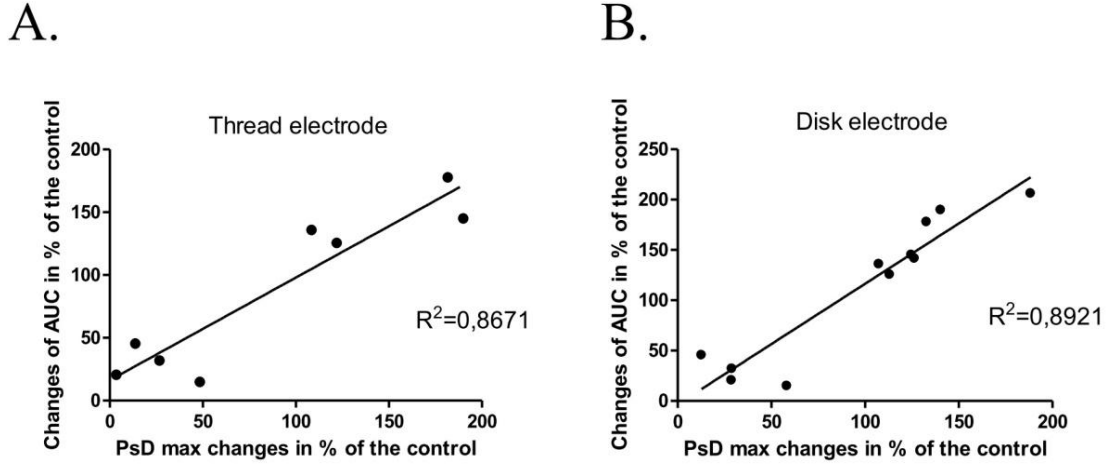 A.
Thread electrode
Changes of AUC in % of the control
200
150
100
50
0
R²=0,8671
0 50 100 150 200
PsD max changes in % of the control
B.
Disk electrode
Changes of AUC in % of the control
250
200
150
100
50
0
R²=0,8921
0 50 100 150 200
PsD max changes in % of the control